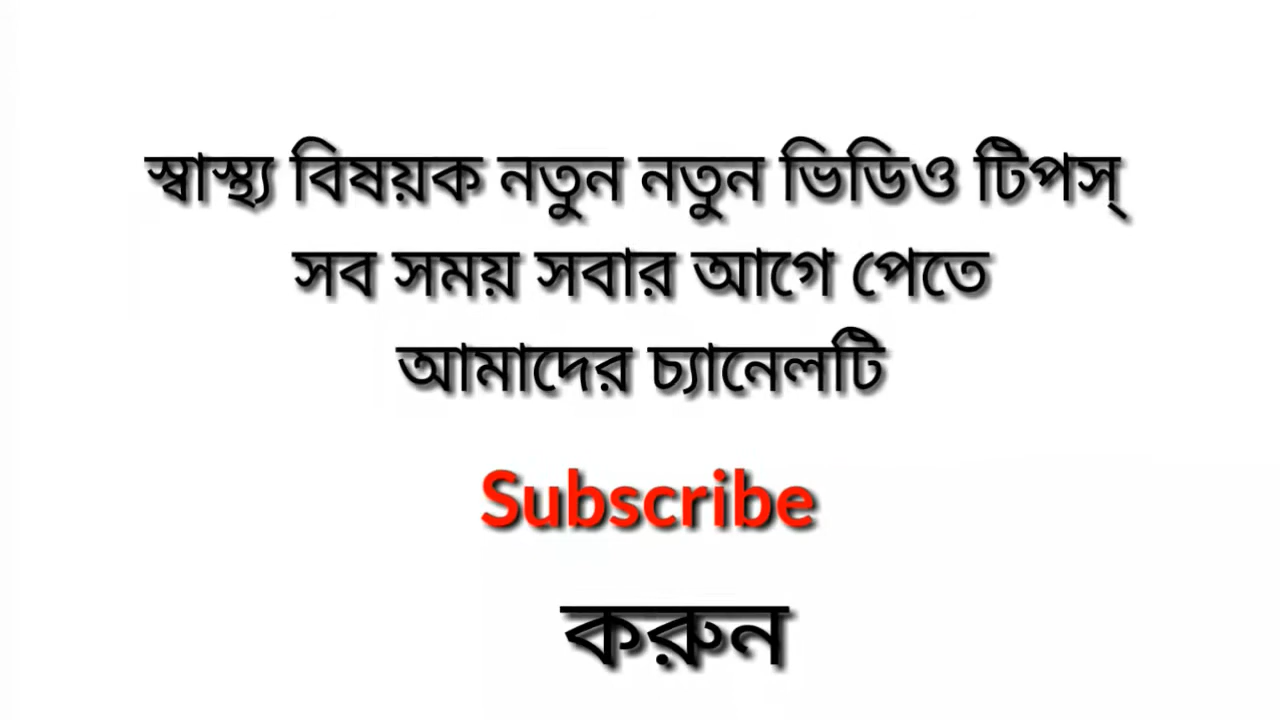 স্বাস্থ্য বিষয়ক নতুন নতুন ভিডিও টিপস্
সব সময় সবার আগে পেতে
আমাদের চ্যানেলটি
Subscribe
করুন